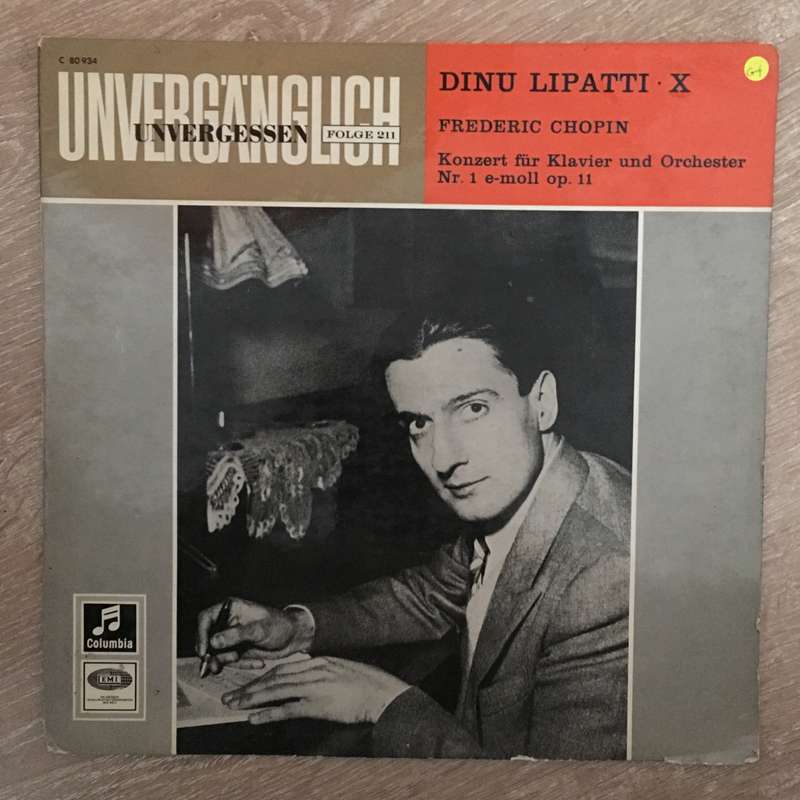 C 80 934
UNVERGÄNGLICH
UNVERGESSEN FOLGE 211
DINU LIPATTI · X
FREDERIC CHOPIN
Konzert für Klavier und Orchester
Nr. 1 e-moll op. 11
Columbia
EMI